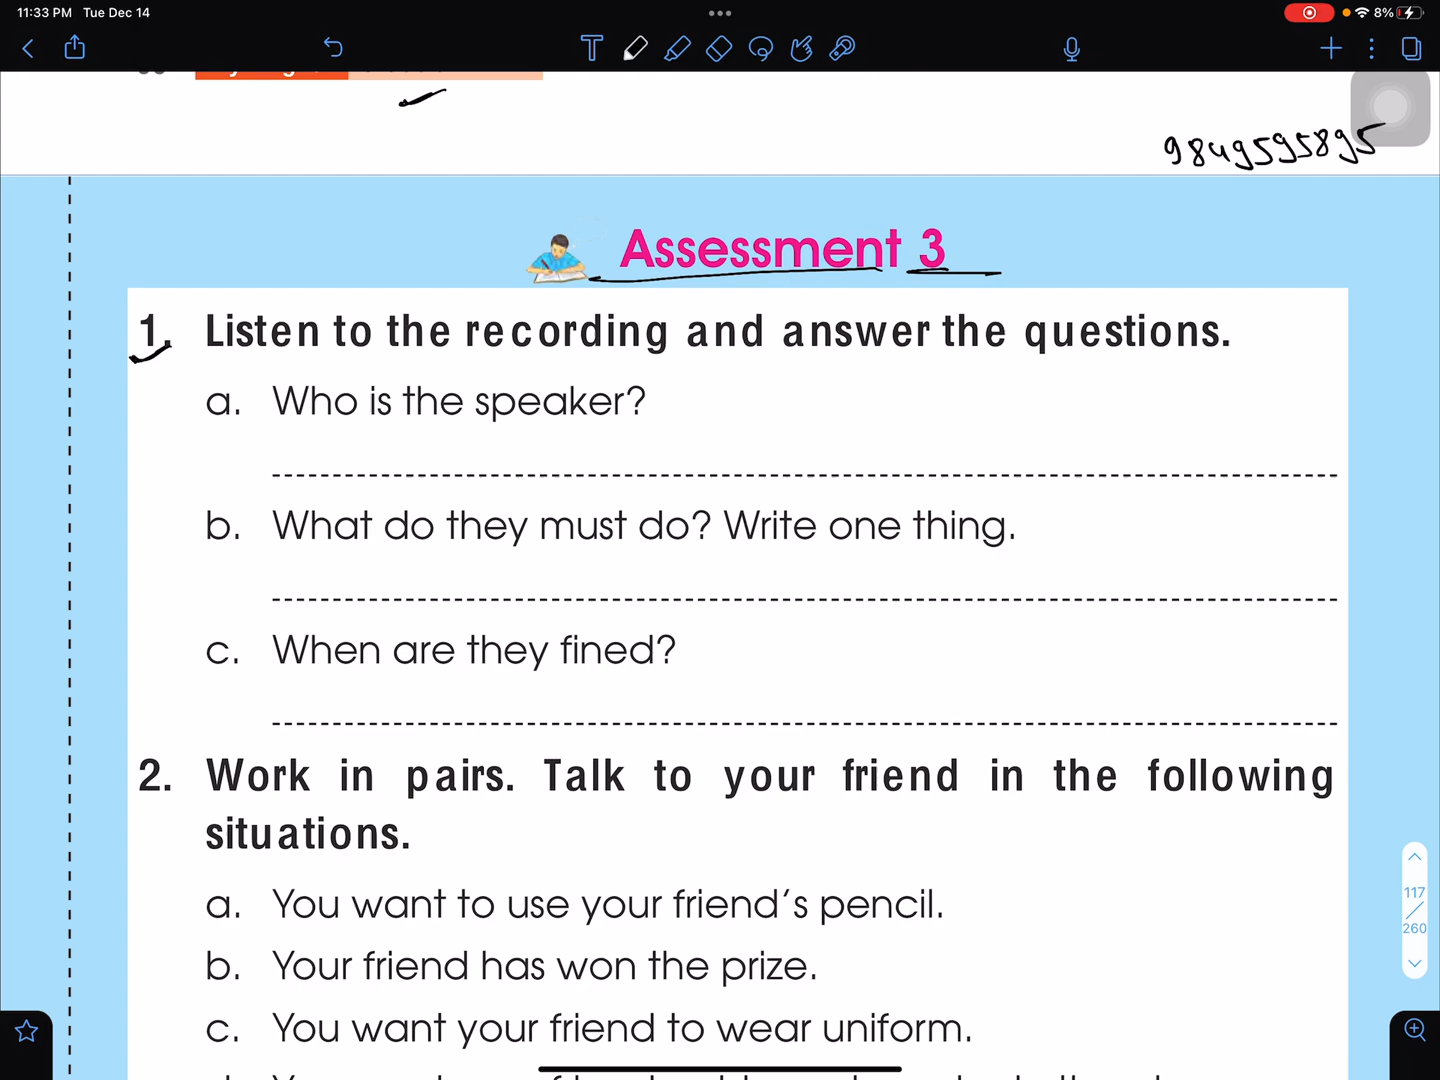 11:33 PM Tue Dec 14
8%
T
9849595895
Assessment 3
1. Listen to the recording and answer the questions.
a. Who is the speaker?
b. What do they must do? Write one thing.
c. When are they fined?
2. Work in pairs. Talk to your friend in the following
situations.
a. You want to use your friend's pencil.
b. Your friend has won the prize.
c. You want your friend to wear uniform.
117
260